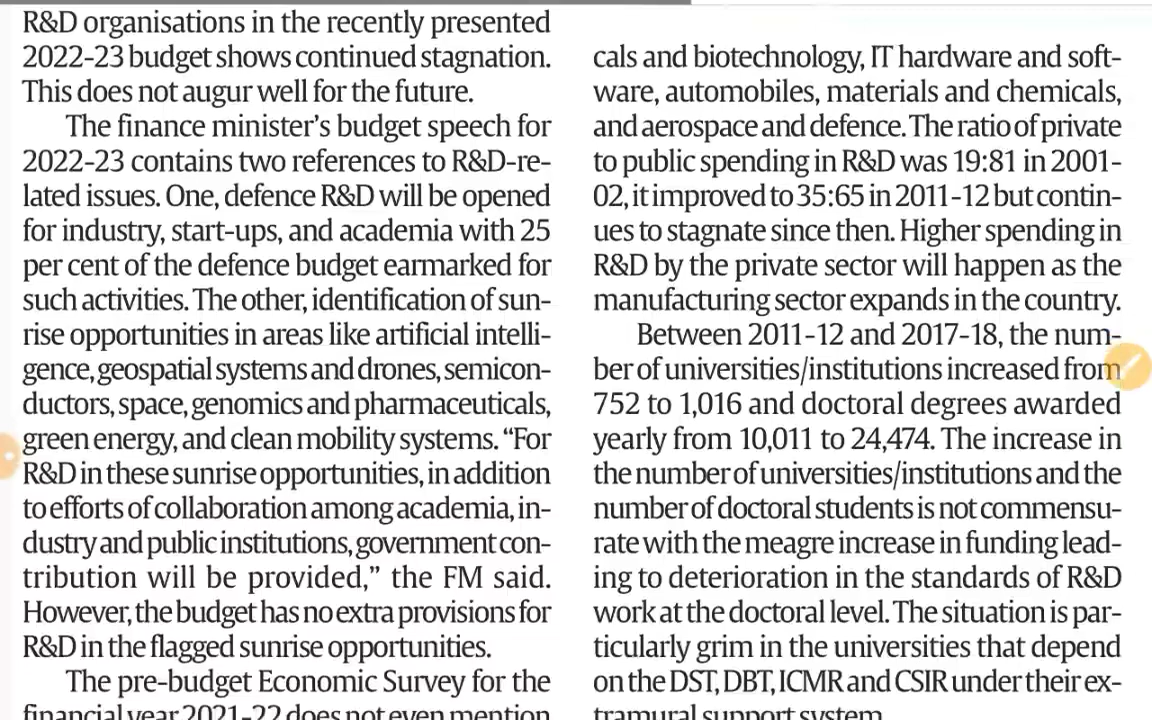 R&D organisations in the recently presented
2022-23 budget shows continued stagnation.
This does not augur well for the future.
The finance minister's budget speech for
2022-23 contains two references to R&D-re-
lated issues. One, defence R&D will be opened
for industry, start-ups, and academia with 25
per cent of the defence budget earmarked for
such activities. The other, identification of sun-
rise opportunities in areas like artificial intelli-
gence, geospatial systems and drones, semicon-
ductors, space, genomics and pharmaceuticals,
green energy, and clean mobility systems. “For
R&D in these sunrise opportunities, in addition
to efforts of collaboration among academia, in-
dustry and public institutions, government con-
tribution will be provided,” the FM said.
However, the budget has no extra provisions for
R&D in the flagged sunrise opportunities.
The pre-budget Economic Survey for the
financial year 2021-22 does not even mention
cals and biotechnology, IT hardware and soft-
ware, automobiles, materials and chemicals,
and aerospace and defence. The ratio of private
to public spending in R&D was 19:81 in 2001-
02, it improved to 35:65 in 2011-12 but contin-
ues to stagnate since then. Higher spending in
R&D by the private sector will happen as the
manufacturing sector expands in the country.
Between 2011-12 and 2017-18, the num-
ber of universities/institutions increased from
752 to 1,016 and doctoral degrees awarded
yearly from 10,011 to 24,474. The increase in
the number of universities/institutions and the
number of doctoral students is not commensu-
rate with the meagre increase in funding lead-
ing to deterioration in the standards of R&D
work at the doctoral level. The situation is par-
ticularly grim in the universities that depend
on the DST, DBT, ICMR and CSIR under their ex-
tramural support system.